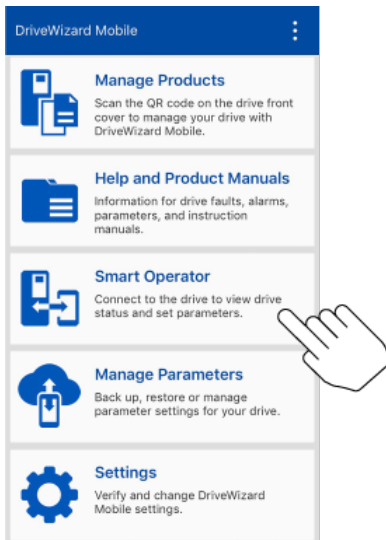 DriveWizard Mobile
Manage Products
Scan the QR code on the drive front
cover to manage your drive with
DriveWizard Mobile.
Help and Product Manuals
Information for drive faults, alarms,
parameters, and instruction
manuals.
Smart Operator
Connect to the drive to view drive
status and set parameters.
Manage Parameters
Back up, restore or manage
parameter settings for your drive.
Settings
Verify and change DriveWizard
Mobile settings.